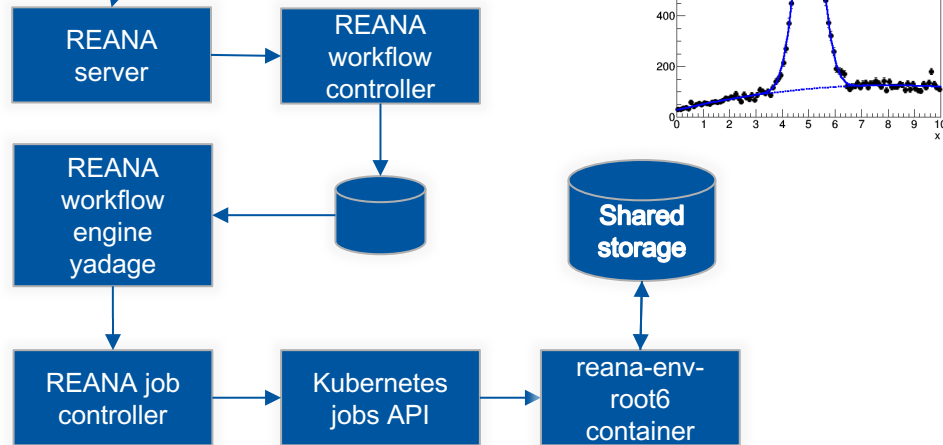 REANA
server
REANA
workflow
controller
400
200
0
0 1 2 3 4 5 6 7 8 9 10
x
REANA
workflow
engine
yadage
Shared
storage
REANA job
controller
Kubernetes
jobs API
reana-env-
root6
container